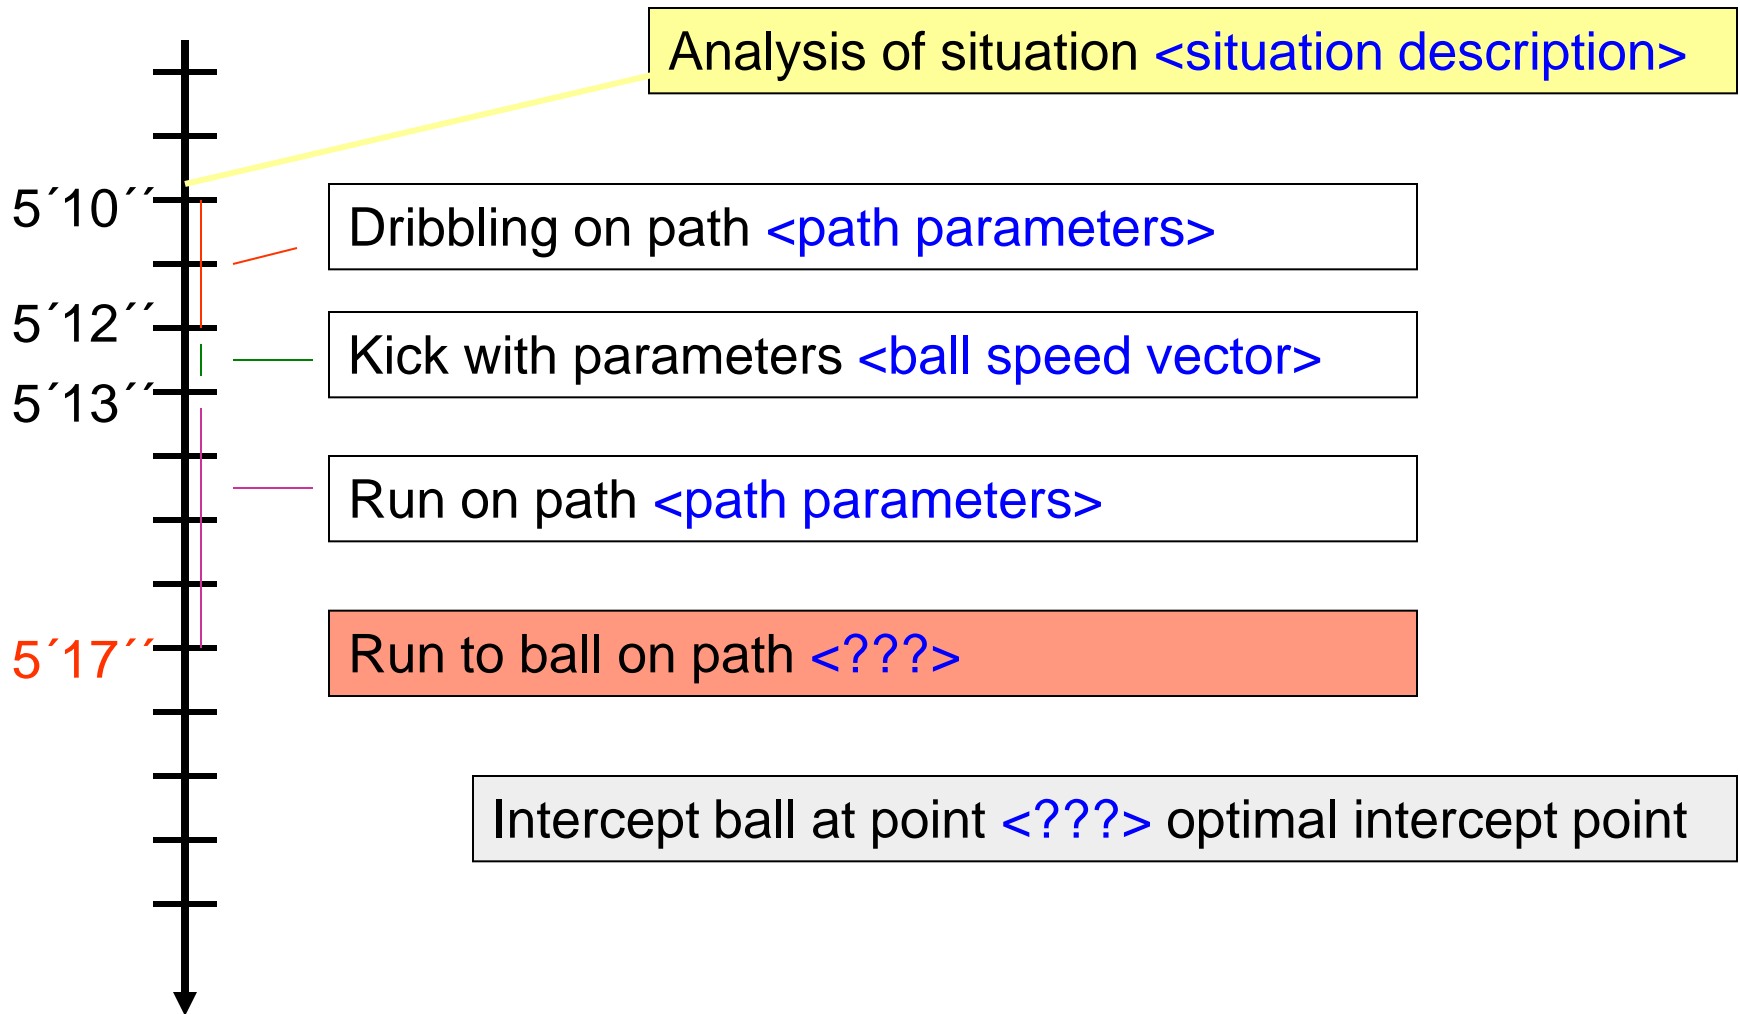 Analysis of situation <situation description>
5´10´´
Dribbling on path <path parameters>
5´12´´
Kick with parameters <ball speed vector>
5´13´´
Run on path <path parameters>
5´17´´
Run to ball on path <???>
Intercept ball at point <???> optimal intercept point